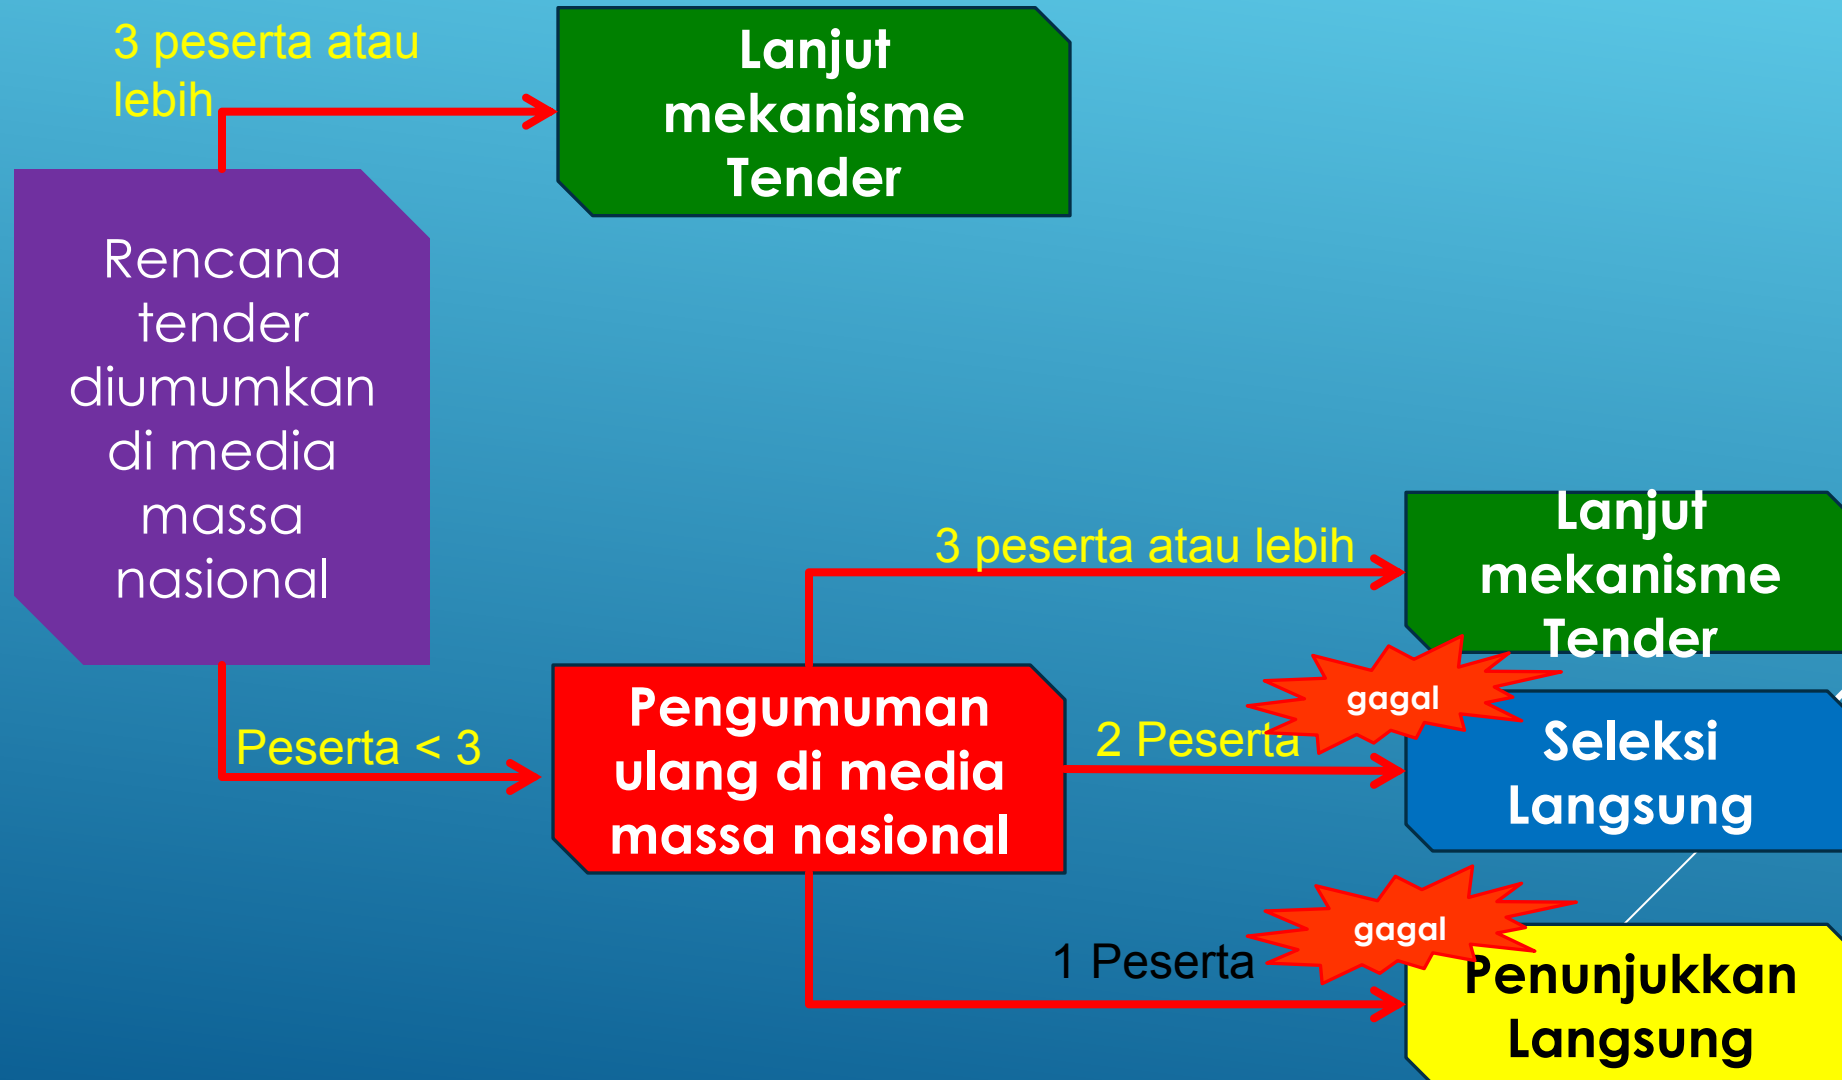 3 peserta atau
lebih
Lanjut
mekanisme
Tender
Rencana
tender
diumumkan
di media
massa
nasional
3 peserta atau lebih
Lanjut
mekanisme
Tender
Peserta < 3
Pengumuman
ulang di media
massa nasional
2 Peserta
gagal
Seleksi
Langsung
1 Peserta
gagal
Penunjukkan
Langsung